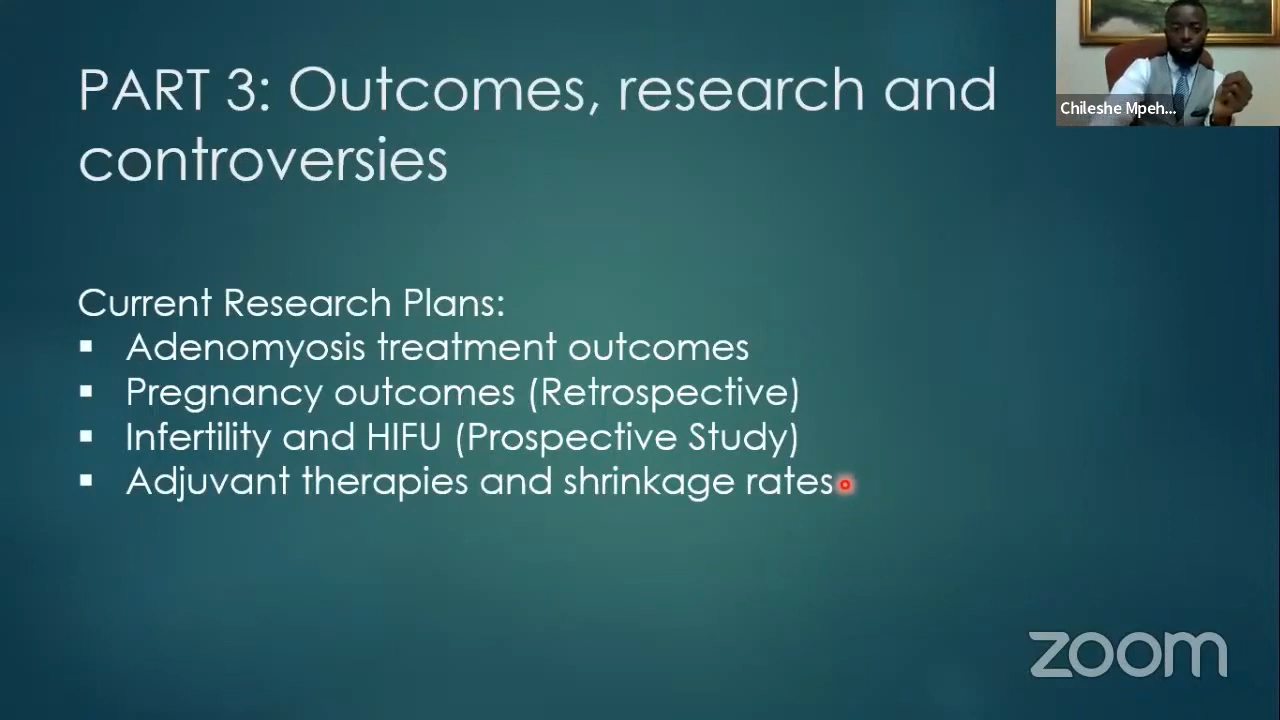 PART 3: Outcomes, research and
controversies
Chileshe Mpeh...
Current Research Plans:
▪ Adenomyosis treatment outcomes
▪ Pregnancy outcomes (Retrospective)
▪ Infertility and HIFU (Prospective Study)
▪ Adjuvant therapies and shrinkage rates
zoom